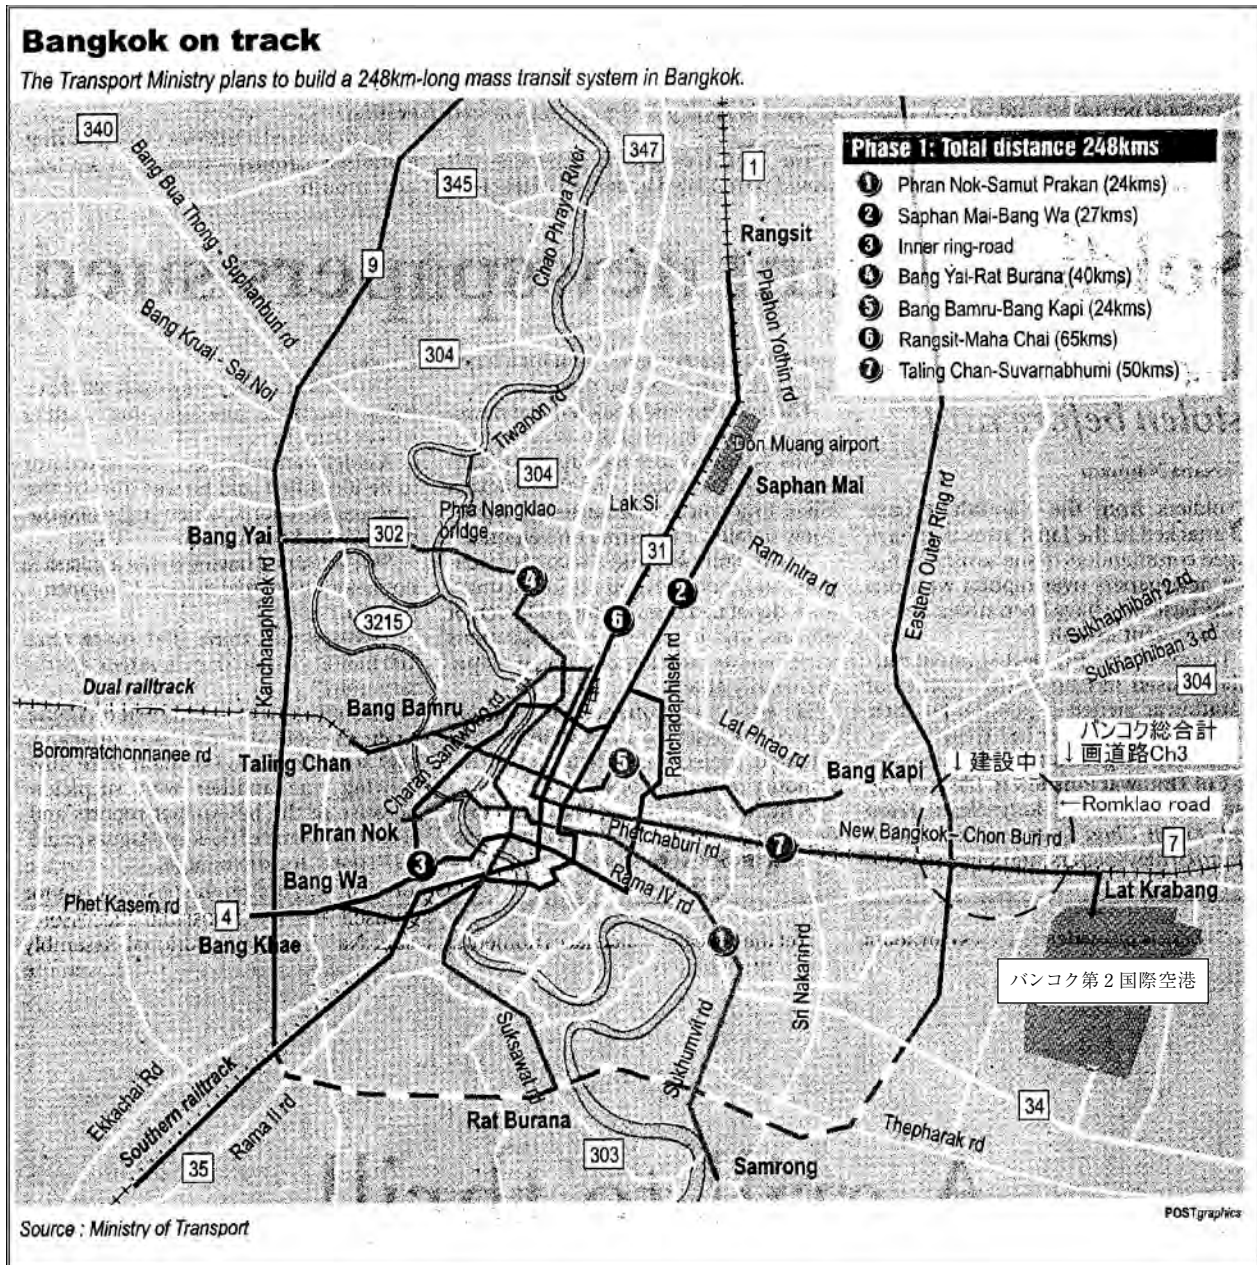 Bangkok on track
The Transport Ministry plans to build a 248km-long mass transit system in Bangkok.
Phase 1: Total distance 248kms
1 Phran Nok-Samut Prakan (24kms)
2 Saphan Mai-Bang Wa (27kms)
3 Inner ring-road
4 Bang Yai-Rat Burana (40kms)
5 Bang Bamru-Bang Kapi (24kms)
6 Rangsit-Maha Chai (65kms)
7 Taling Chan-Suvarnabhumi (50kms)
340
Bang Bua Thong - Suphanburi rd
345
Chao Phraya River
347
1
Rangsit
Phahon Yothin rd
9
Bang Kruai - Sai Noi
304
Tiwanon rd
304
Don Muang airport
Saphan Mai
Lak Si
Phra Nangklao
bridge
Bang Yai
302
31
Ram Intra rd
Eastern Outer Ring rd
Kanchanaphisek rd
4
2
6
3215
Sukhaphiban 2 rd
Sukhaphiban 3 rd
304
Ratchadaphisek rd
Dual railtrack
Bang Bamru
Boromratchonnanee rd
Taling Chan
Charan Sanitwong rd
Lat Phrao rd
5
Bang Kapi
↓建設中
バンコク総合計
↓画道路Ch3
←Romklao road
Phran Nok
Phetchaburi rd
7
New Bangkok - Chon Buri rd
7
3
Bang Wa
Rama IV rd
Lat Krabang
Phet Kasem rd
4
Bang Khae
1
Sri Nakarin rd
バンコク第2国際空港
Suksawat rd
Sukhumvit rd
Ekkachai Rd
Southern railtrack
Rama II rd
35
Rat Burana
303
Samrong
Thepharak rd
34
POSTgraphics
Source : Ministry of Transport